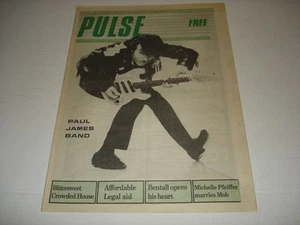 PULSE
FREE
PAUL
JAMES
BAND
Bittersweet
Crowded House
Affordable
Legal aid
Bentall opens
his heart
Michelle Pfeiffer
marries Mob